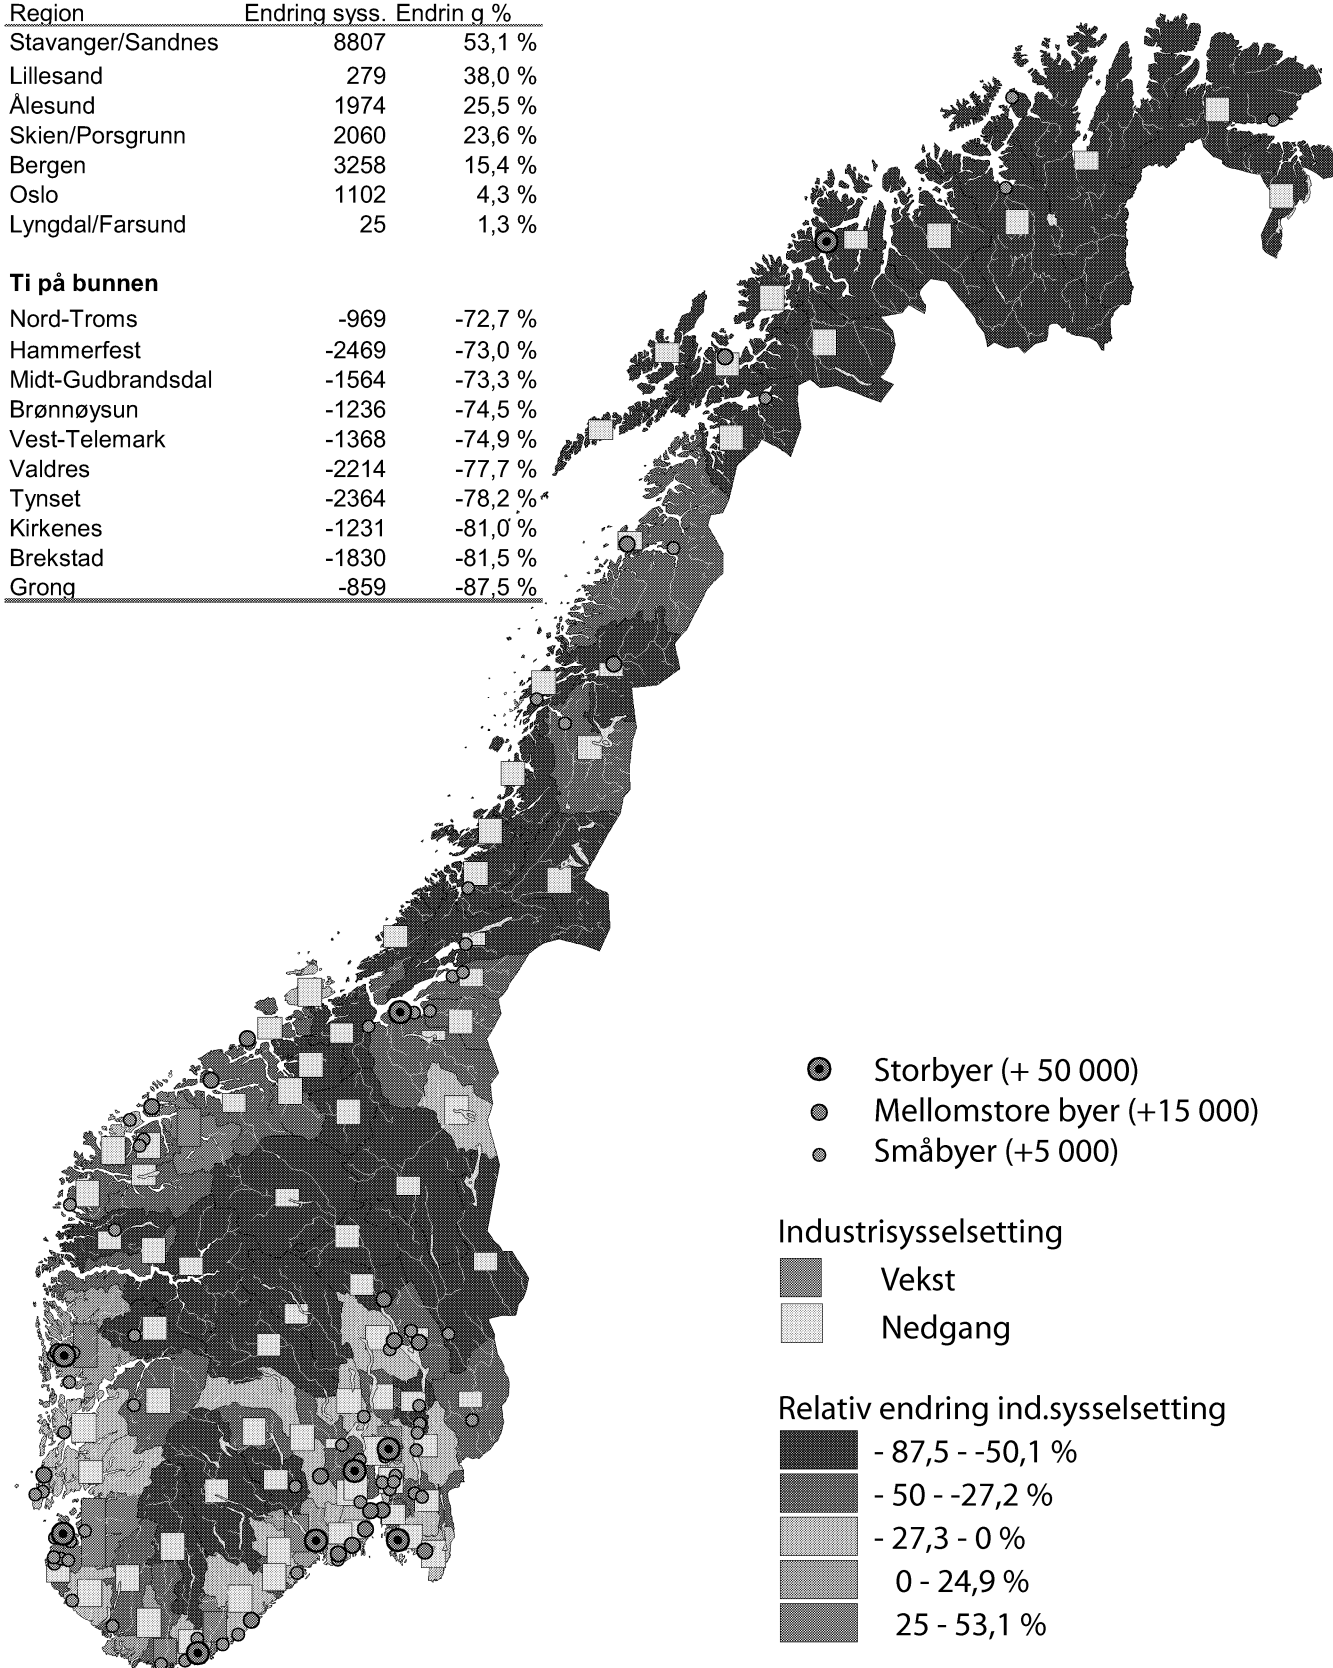 Region Endring syss. Endrin g %
Stavanger/Sandnes 8807 53,1 %
Lillesand 279 38,0 %
Ålesund 1974 25,5 %
Skien/Porsgrunn 2060 23,6 %
Bergen 3258 15,4 %
Oslo 1102 4,3 %
Lyngdal/Farsund 25 1,3 %
Ti på bunnen
Nord-Troms -969 -72,7 %
Hammerfest -2469 -73,0 %
Midt-Gudbrandsdal -1564 -73,3 %
Brønnøysun -1236 -74,5 %
Vest-Telemark -1368 -74,9 %
Valdres -2214 -77,7 %
Tynset -2364 -78,2 %
Kirkenes -1231 -81,0 %
Brekstad -1830 -81,5 %
Grong -859 -87,5 %
Storbyer (+ 50 000)
Mellomstore byer (+15 000)
Småbyer (+5 000)
Industrisysselsetting
Vekst
Nedgang
Relativ endring ind.sysselsetting
- 87,5 - -50,1 %
- 50 - -27,2 %
- 27,3 - 0 %
0 - 24,9 %
25 - 53,1 %